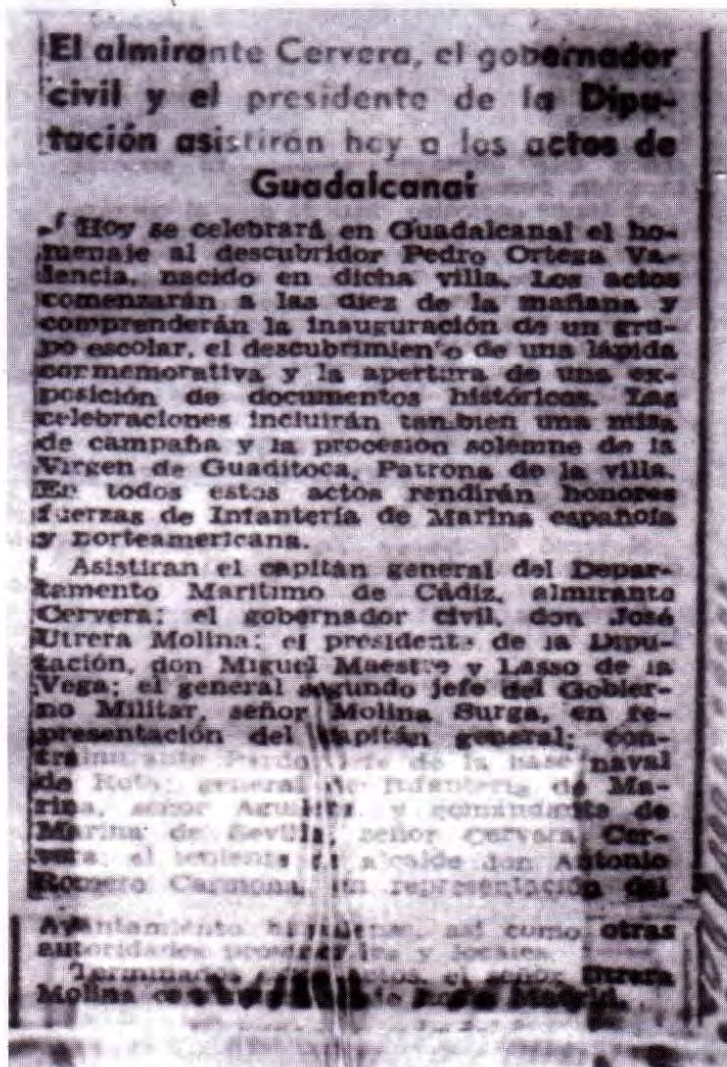 El almirante Cervera, el gobernador
civil y el presidente de la Dipu-
tación asistirán hoy a los actos de
Guadalcanal
Hoy se celebrará en Guadalcanal el ho-
menaje al descubridor Pedro Ortega Va-
lencia, nacido en dicha villa. Los actos
comenzarán a las diez de la mañana y
comprenderán la inauguración de un gru-
po escolar, el descubrimiento de una lápida
conmemorativa y la apertura de una ex-
posición de documentos históricos. Las
celebraciones incluirán tambien una misa
de campaña y la procesión solemne de la
Virgen de Guaditoca, Patrona de la villa.
En todos estos actos rendirán honores
fuerzas de Infantería de Marina española
y norteamericana.
Asistiran el capitán general del Depar-
tamento Marítimo de Cádiz, almirante
Cervera; el gobernador civil, don José
Utrera Molina; el presidente de la Dipu-
tación, don Miguel Maestre y Lasso de la
Vega; el general segundo jefe del Gobier-
no Militar, señor Molina Burga, en re-
presentación del capitán general; con-
tralmirante jefe de la base naval
de Rota; general de Infantería de Ma-
rina, señor y comandante de
Marina de Sevilla, señor Cervera Cer-
vera; el teniente de alcalde don Antonio
Romero Carmona, en representación del
Ayuntamiento hispalense, así como otras
autoridades provinciales y locales.
Terminados el señor Utrera
Molina Madrid.